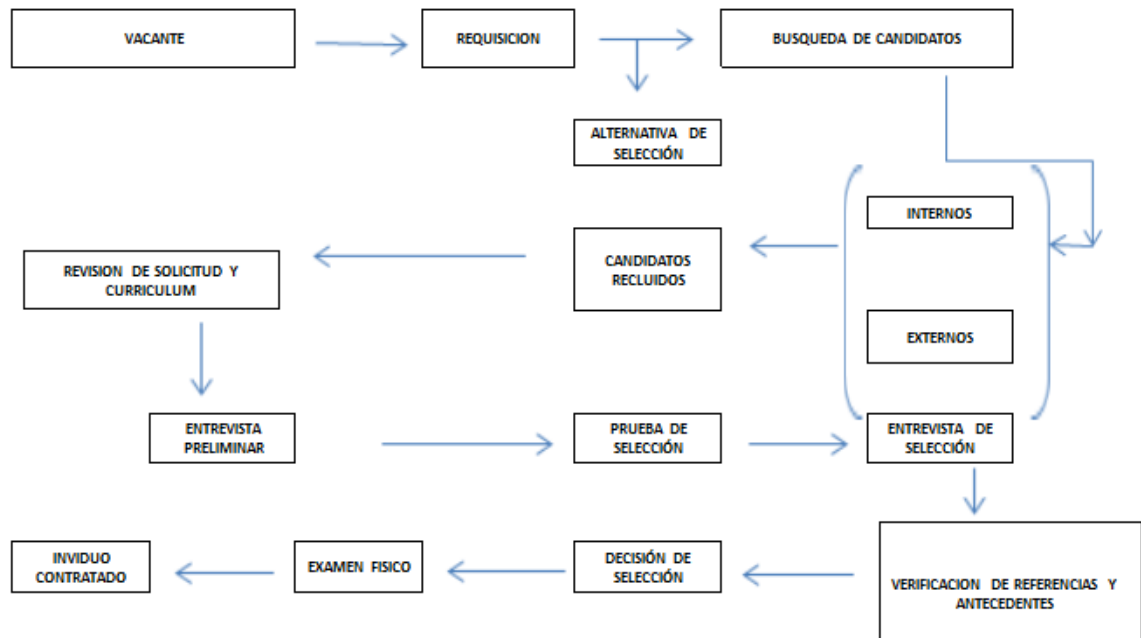 VACANTE
REQUISICION
BUSQUEDA DE CANDIDATOS
ALTERNATIVA DE
SELECCIÓN
INTERNOS
CANDIDATOS
RECLUIDOS
REVISION DE SOLICITUD Y
CURRICULUM
EXTERNOS
ENTREVISTA
PRELIMINAR
PRUEBA DE
SELECCIÓN
ENTREVISTA DE
SELECCIÓN
VERIFICACION DE REFERENCIAS Y
ANTECEDENTES
DECISIÓN DE
SELECCIÓN
EXAMEN FISICO
INVIDUO
CONTRATADO